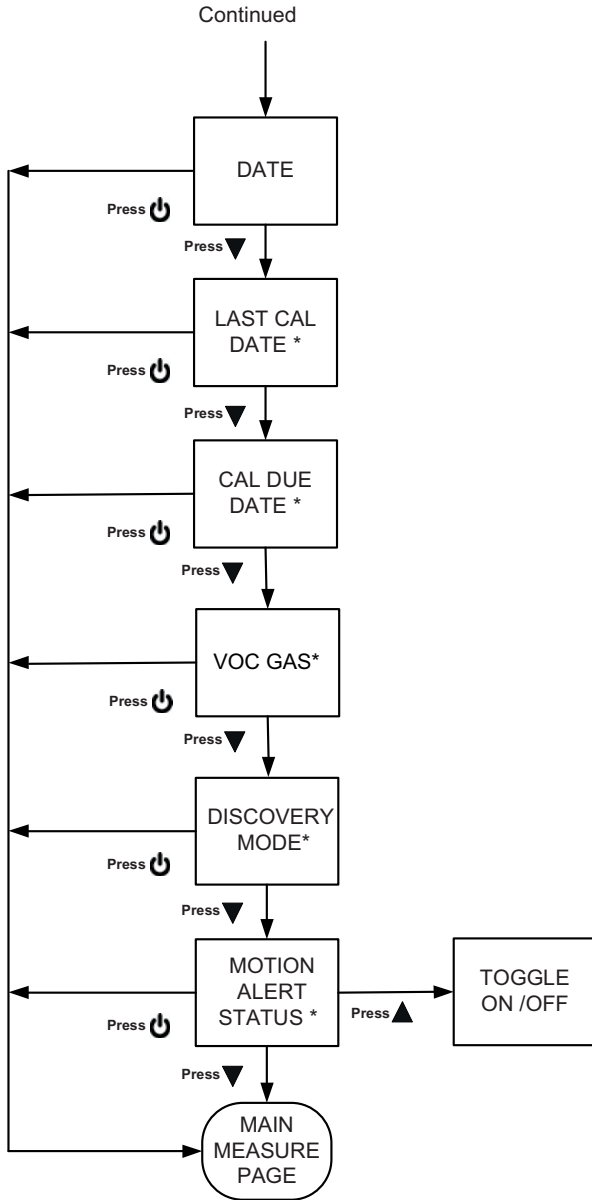 Continued
DATE
Press
Press
LAST CAL
DATE *
Press
Press
CAL DUE
DATE *
Press
Press
VOC GAS*
Press
Press
DISCOVERY
MODE*
Press
Press
MOTION
ALERT
STATUS *
Press
Press
TOGGLE
ON /OFF
Press
MAIN
MEASURE
PAGE